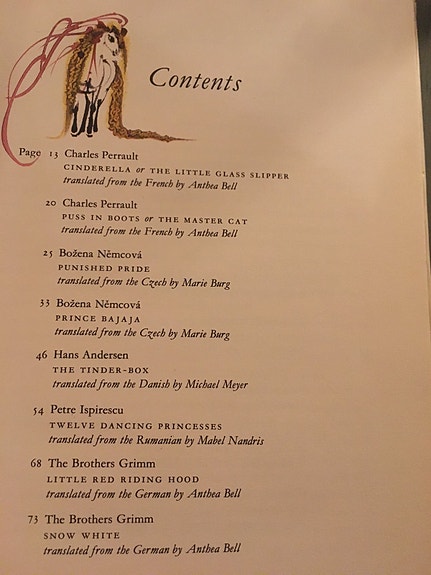 Contents
Page 13 Charles Perrault
CINDERELLA or THE LITTLE GLASS SLIPPER
translated from the French by Anthea Bell
20 Charles Perrault
PUSS IN BOOTS or THE MASTER CAT
translated from the French by Anthea Bell
25 Božena Němcová
PUNISHED PRIDE
translated from the Czech by Marie Burg
33 Božena Němcová
PRINCE BAJAJA
translated from the Czech by Marie Burg
46 Hans Andersen
THE TINDER-BOX
translated from the Danish by Michael Meyer
54 Petre Ispirescu
TWELVE DANCING PRINCESSES
translated from the Rumanian by Mabel Nandris
68 The Brothers Grimm
LITTLE RED RIDING HOOD
translated from the German by Anthea Bell
73 The Brothers Grimm
SNOW WHITE
translated from the German by Anthea Bell